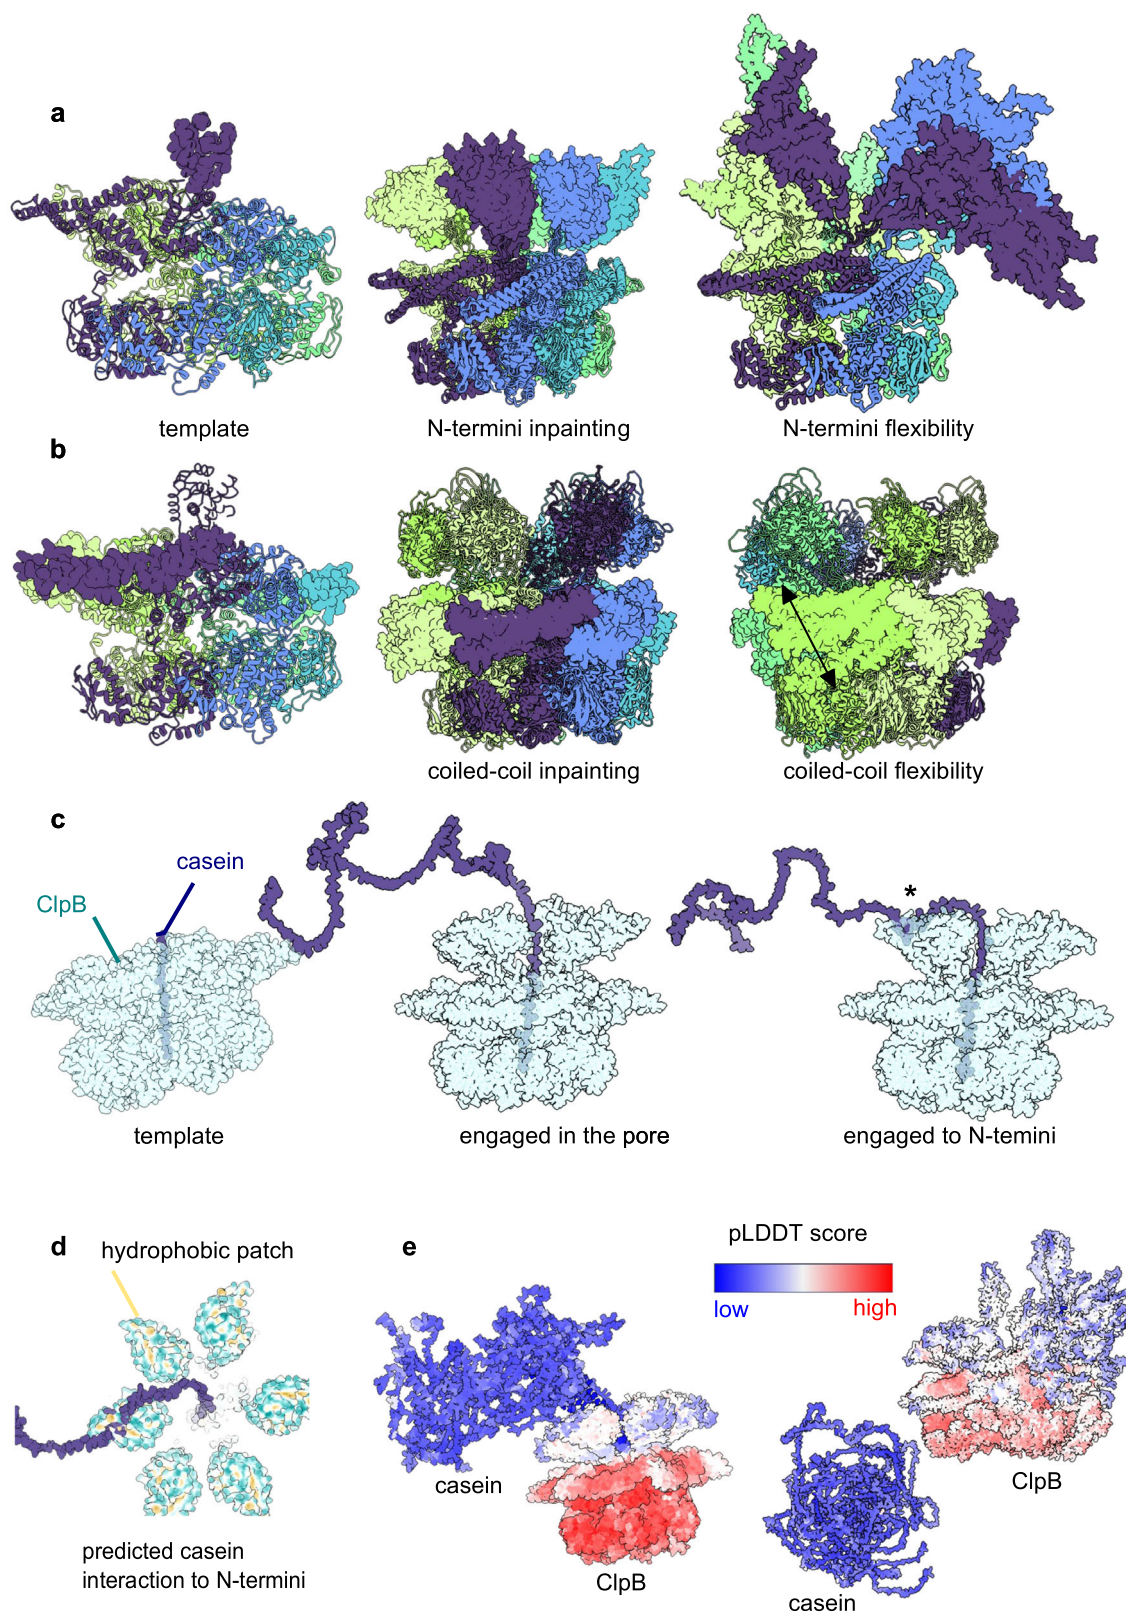 a
template
N-termini inpainting
N-termini flexibility
b
coiled-coil inpainting
coiled-coil flexibility
c
casein
ClpB
*
template
engaged in the pore
engaged to N-temini
d
hydrophobic patch
predicted casein
interaction to N-termini
e
pLDDT score
low
high
casein
ClpB
casein
ClpB